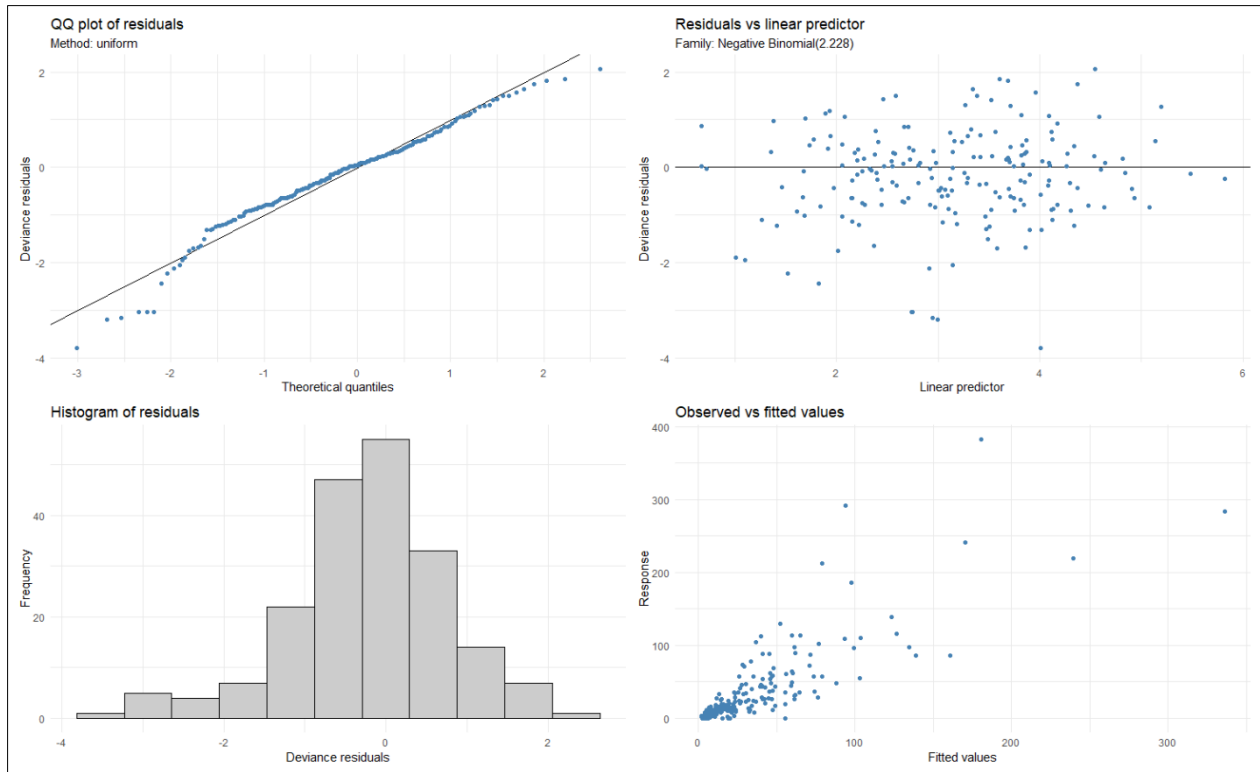 QQ plot of residuals
Method: uniform
2
0
-2
-4
Deviance residuals
-3
-2
-1
0
1
2
Theoretical quantiles
Residuals vs linear predictor
Family: Negative Binomial(2.228)
2
0
-2
-4
Deviance residuals
2
4
6
Linear predictor
Histogram of residuals
40
20
0
Frequency
-4
-2
0
2
Deviance residuals
Observed vs fitted values
400
300
200
100
0
Response
0
100
200
300
Fitted values